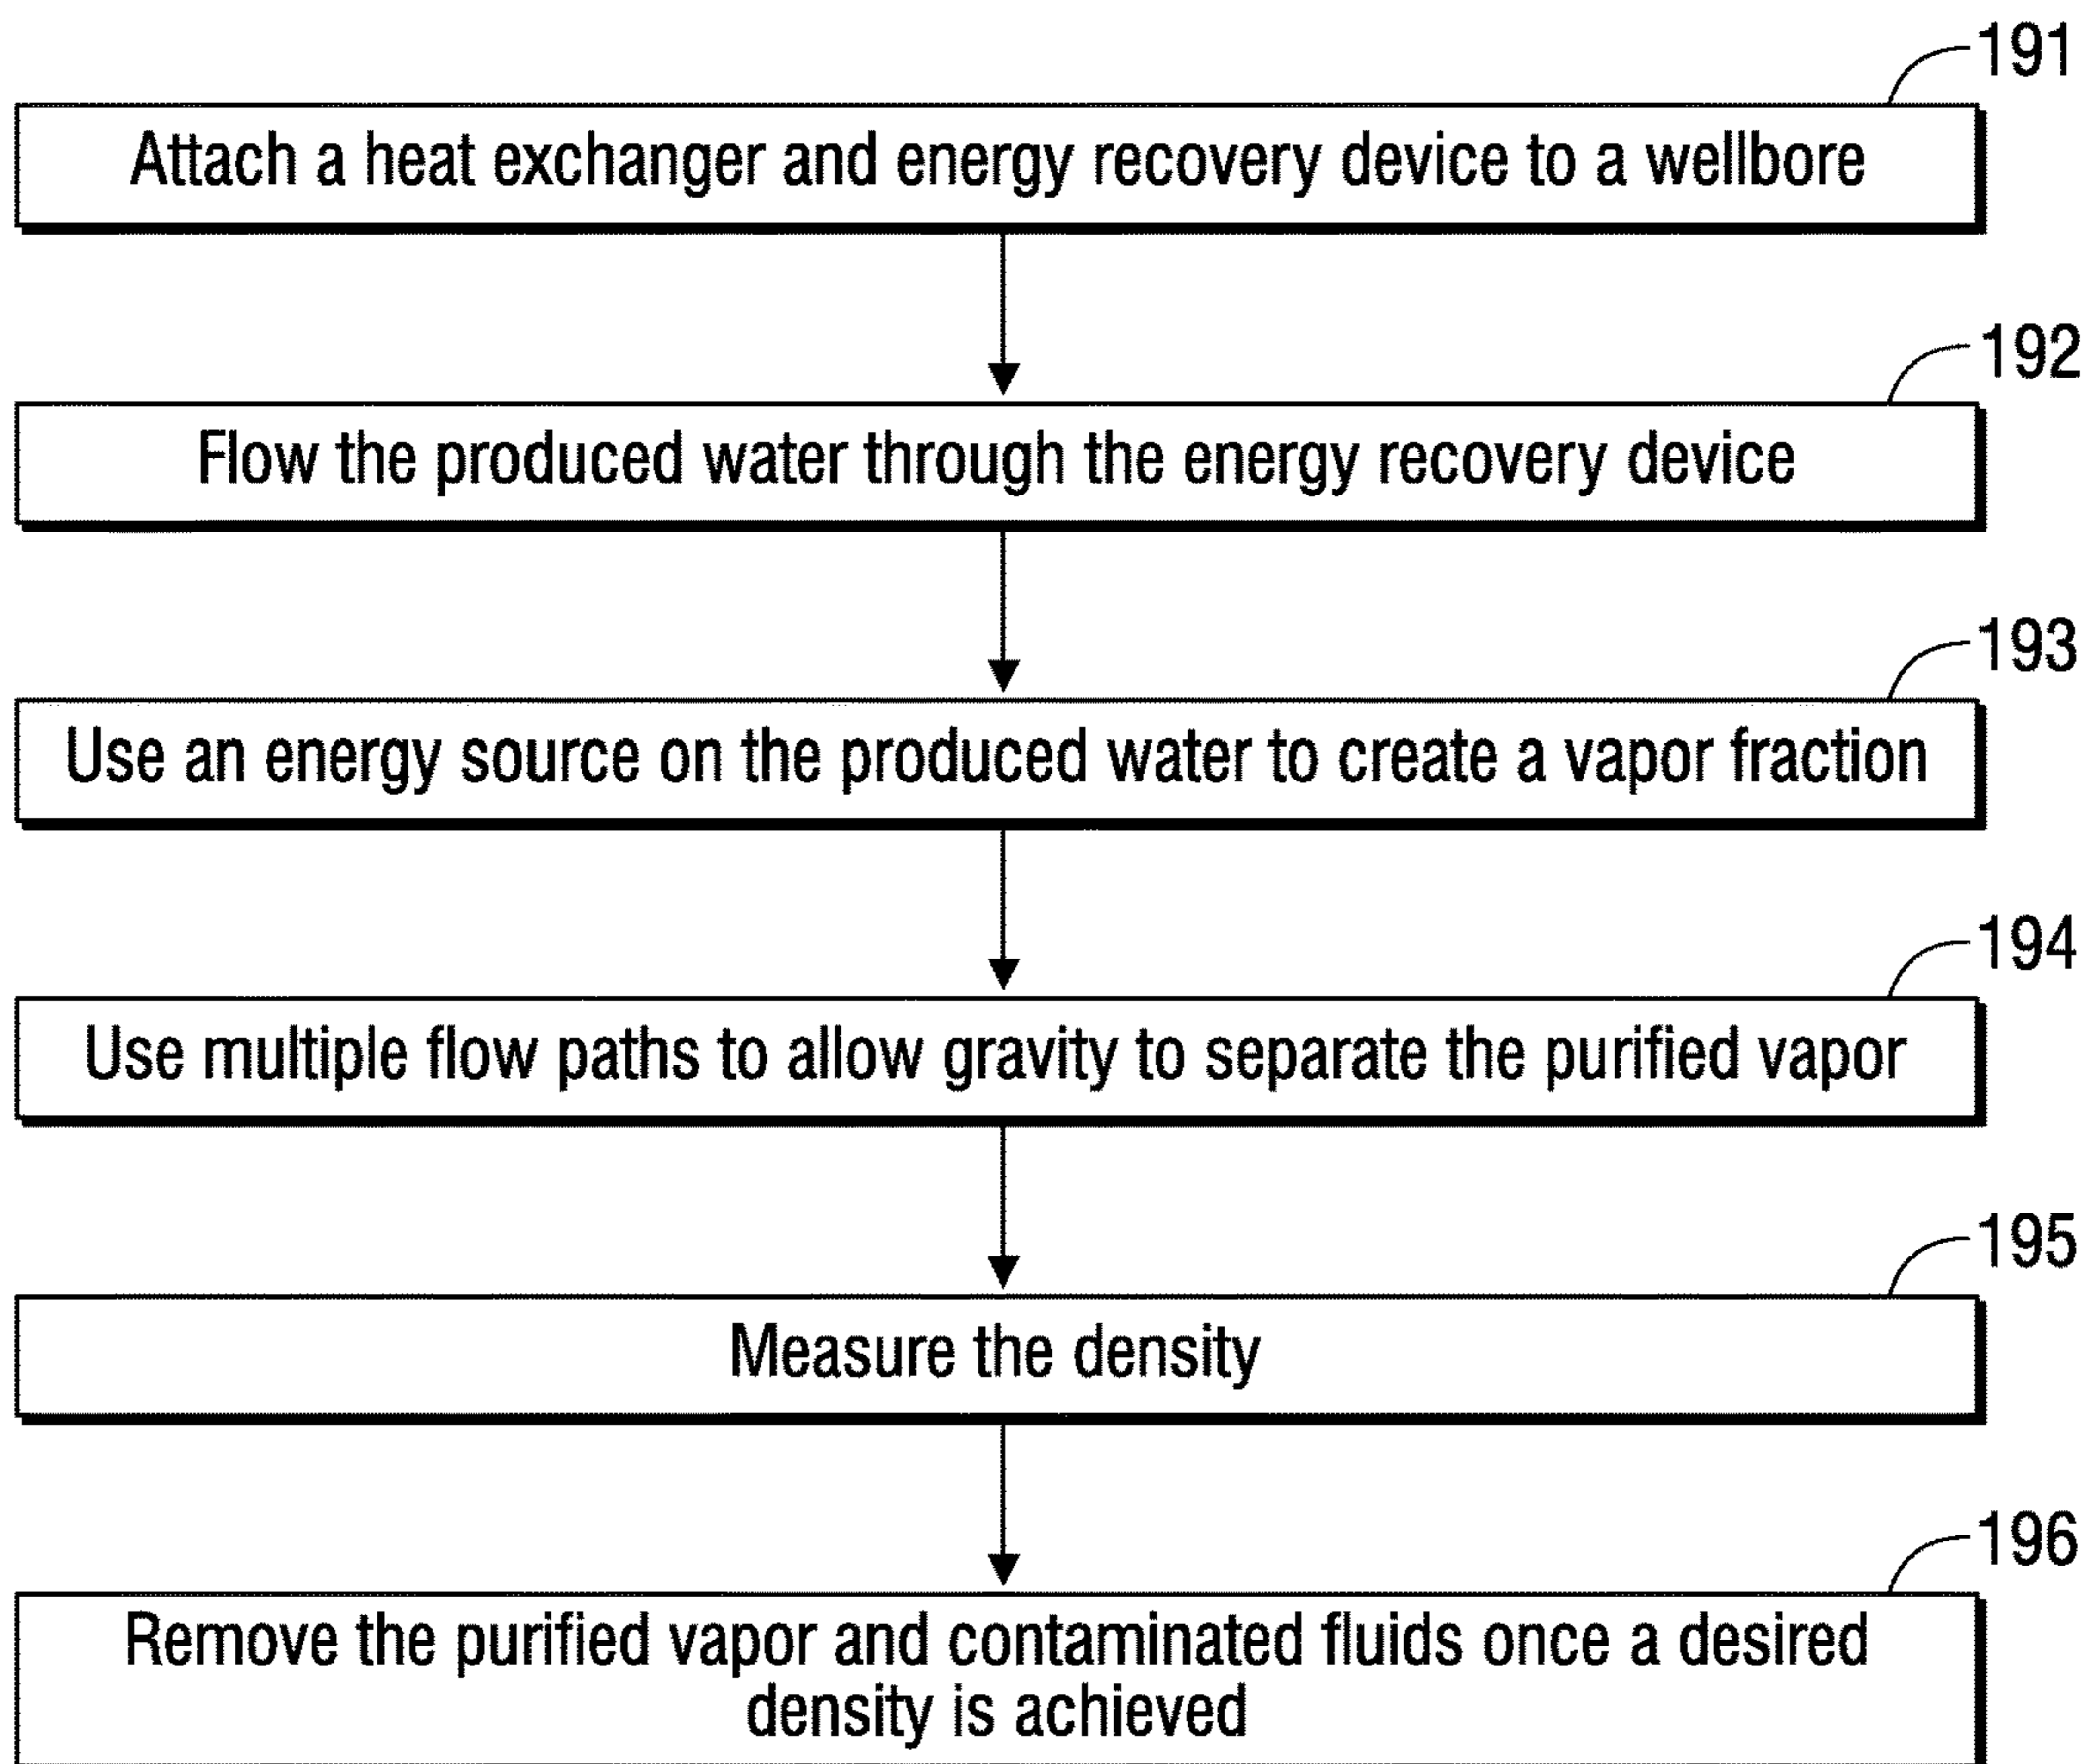 191
Attach a heat exchanger and energy recovery device to a wellbore
192
Flow the produced water through the energy recovery device
193
Use an energy source on the produced water to create a vapor fraction
194
Use multiple flow paths to allow gravity to separate the purified vapor
195
Measure the density
196
Remove the purified vapor and contaminated fluids once a desired
density is achieved